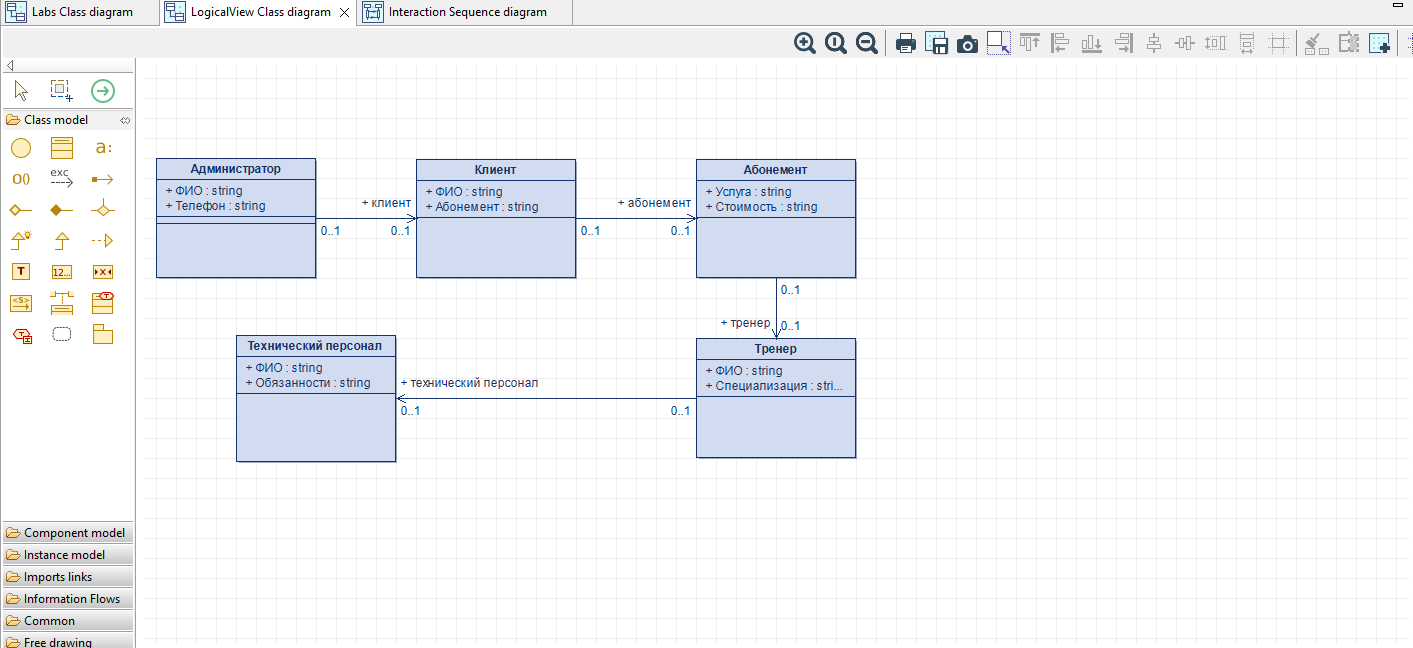 Labs Class diagram
LogicalView Class diagram
Interaction Sequence diagram
Class model
a:
O()
exc
T
12...
X
<S>
T
T
Component model
Instance model
Imports links
Information Flows
Common
Free drawing
Администратор
+ ФИО : string
+ Телефон : string
+ клиент
0..1
0..1
Клиент
+ ФИО : string
+ Абонемент : string
+ абонемент
0..1
0..1
Абонемент
+ Услуга : string
+ Стоимость : string
0..1
+ тренер
0..1
Технический персонал
+ ФИО : string
+ Обязанности : string
+ технический персонал
0..1
0..1
Тренер
+ ФИО : string
+ Специализация : stri...